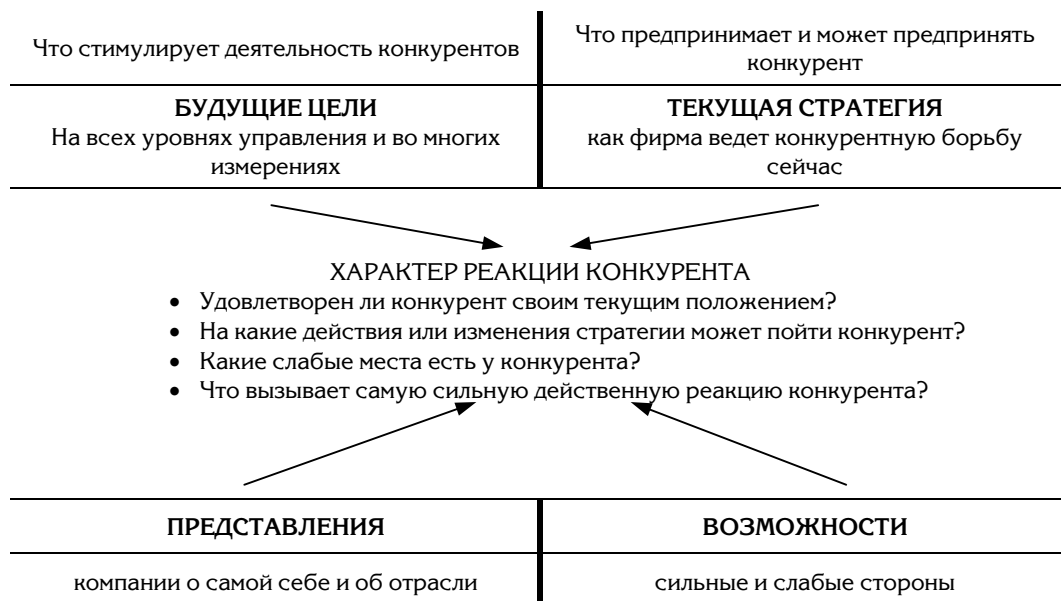 Что стимулирует деятельность конкурентов
Что предпринимает и может предпринять
конкурент
БУДУЩИЕ ЦЕЛИ
На всех уровнях управления и во многих
измерениях
ТЕКУЩАЯ СТРАТЕГИЯ
как фирма ведет конкурентную борьбу
сейчас
ХАРАКТЕР РЕАКЦИИ КОНКУРЕНТА
• Удовлетворен ли конкурент своим текущим положением?
• На какие действия или изменения стратегии может пойти конкурент?
• Какие слабые места есть у конкурента?
• Что вызывает самую сильную действенную реакцию конкурента?
ПРЕДСТАВЛЕНИЯ
ВОЗМОЖНОСТИ
компании о самой себе и об отрасли
сильные и слабые стороны